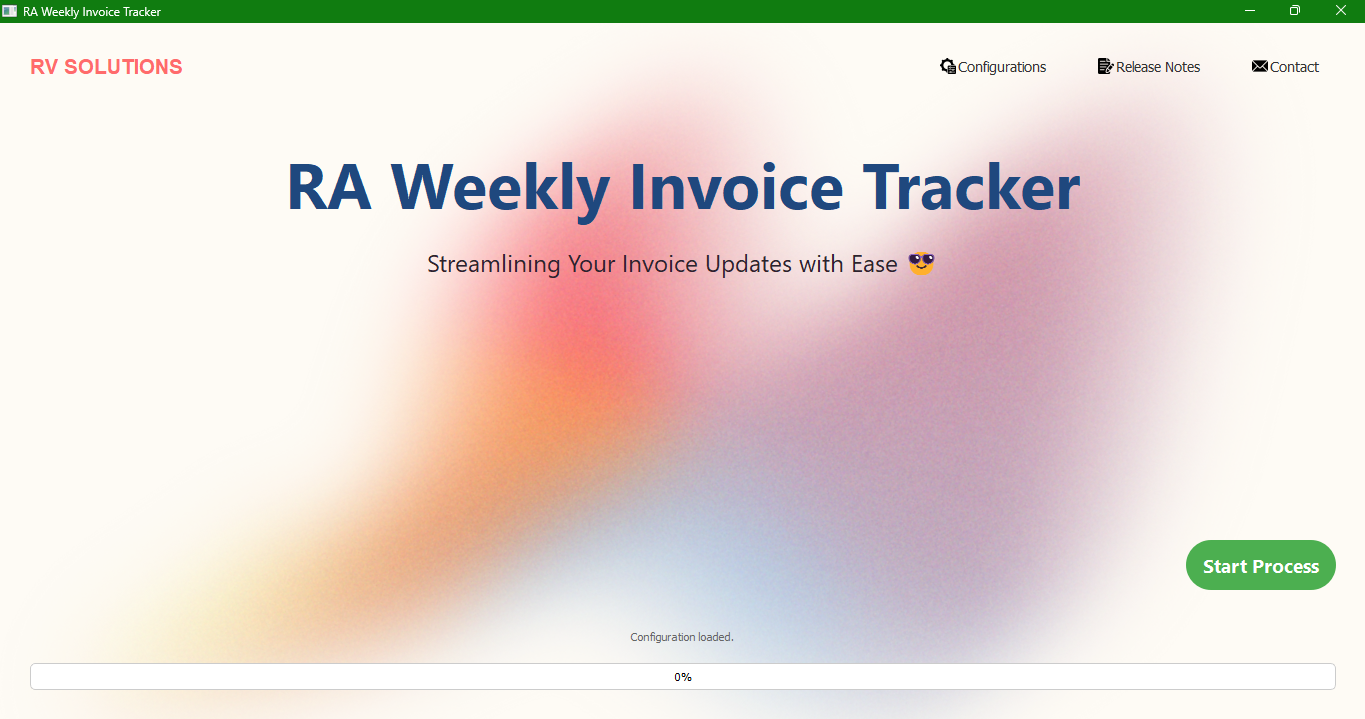 RA Weekly Invoice Tracker
RV SOLUTIONS
Configurations
Release Notes
Contact
RA Weekly Invoice Tracker
Streamlining Your Invoice Updates with Ease 😎
Start Process
Configuration loaded.
0%